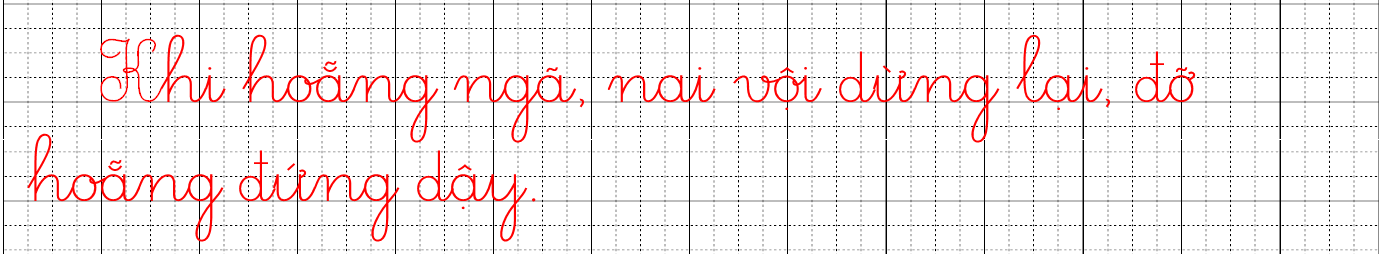 Khi hoẵng ngã, nai vội dừng lại, đỡ
hoẵng đứng dậy.